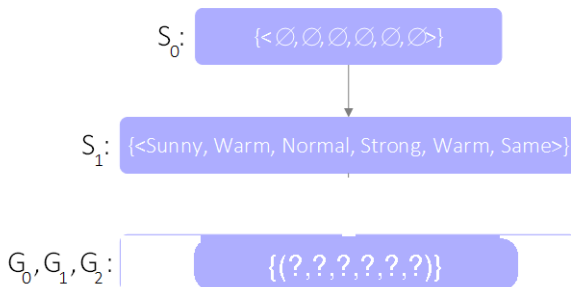 S₀: {<∅,∅,∅,∅,∅,∅>}
S₁: {<Sunny, Warm, Normal, Strong, Warm, Same>}
G₀,G₁,G₂: {(?,?,?,?,?,?)}